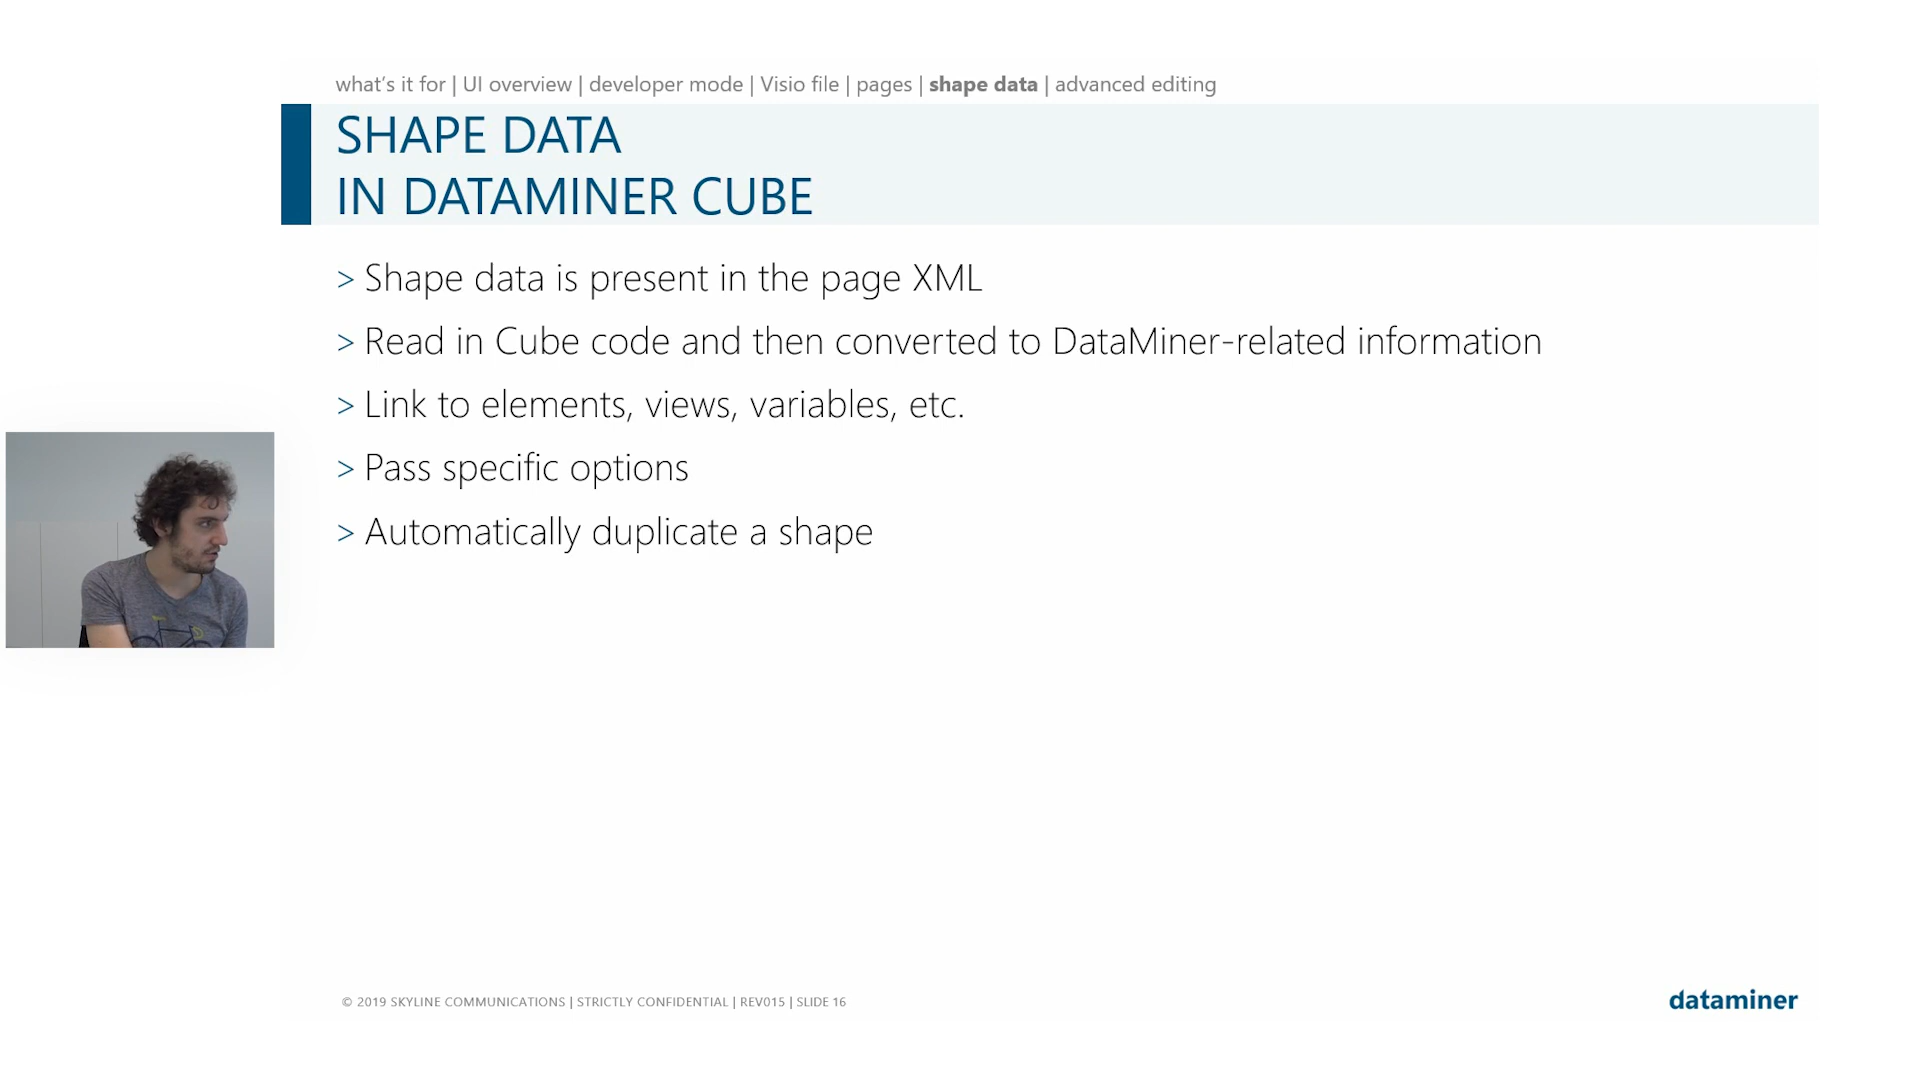 what's it for | UI overview | developer mode | Visio file | pages | shape data | advanced editing
SHAPE DATA
IN DATAMINER CUBE
> Shape data is present in the page XML
> Read in Cube code and then converted to DataMiner-related information
> Link to elements, views, variables, etc.
> Pass specific options
> Automatically duplicate a shape
© 2019 SKYLINE COMMUNICATIONS | STRICTLY CONFIDENTIAL | REV015 | SLIDE 16
dataminer